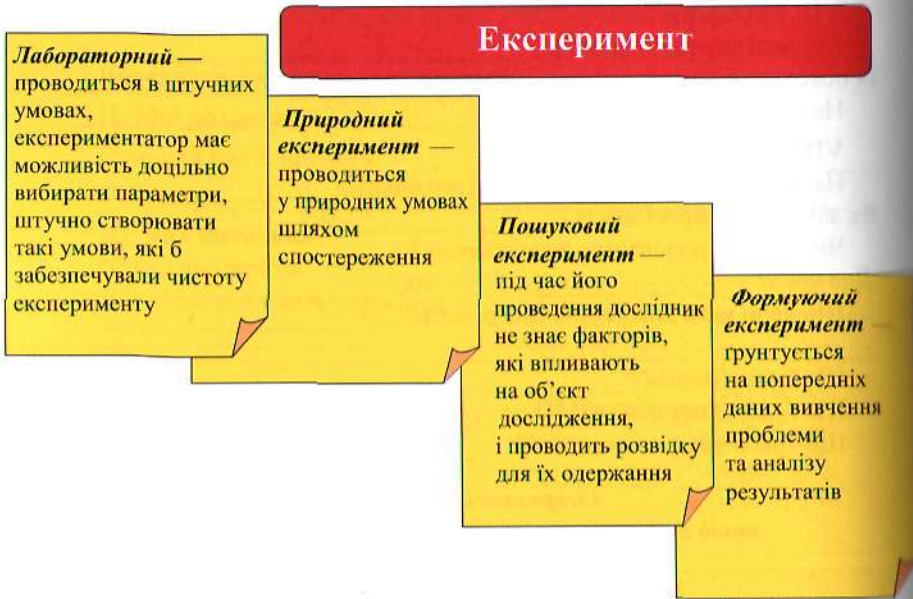 Експеримент
Лабораторний —
проводиться в штучних
умовах,
експериментатор має
можливість доцільно
вибирати параметри,
штучно створювати
такі умови, які б
забезпечували чистоту
експерименту
Природний
експеримент —
проводиться
у природних умовах
шляхом
спостереження
Пошуковий
експеримент —
під час його
проведення дослідник
не знає факторів,
які впливають
на об’єкт
дослідження,
і проводить розвідку
для їх одержання
Формуючий
експеримент —
ґрунтується
на попередніх
даних вивчення
проблеми
та аналізу
результатів